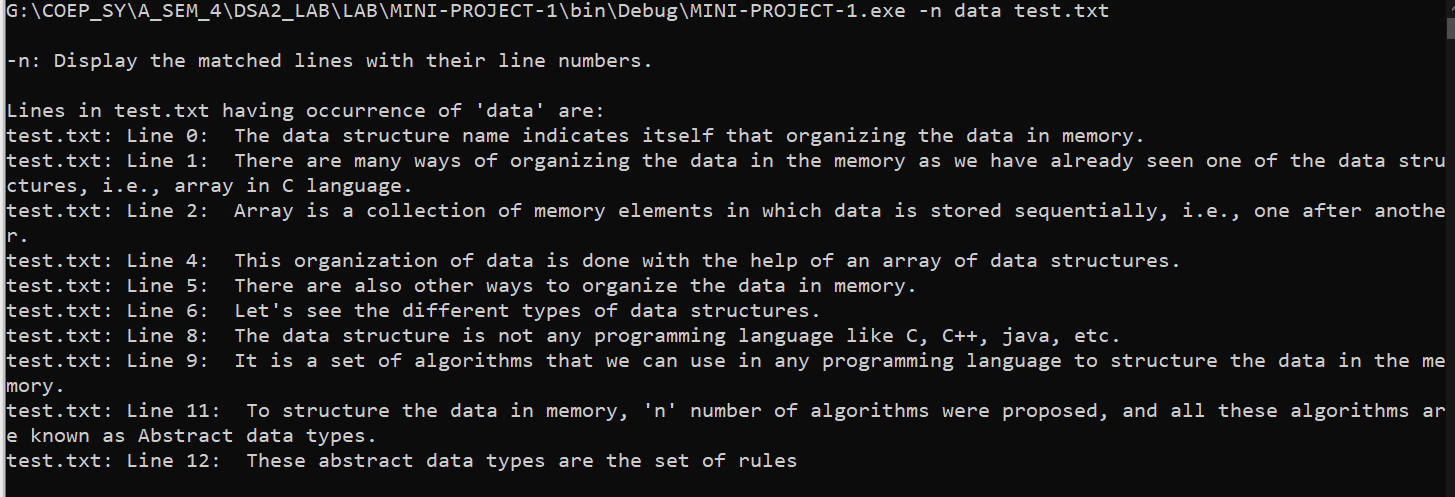 G:\COEP_SY\A_SEM_4\DSA2_LAB\LAB\MINI-PROJECT-1\bin\Debug\MINI-PROJECT-1.exe -n data test.txt
-n: Display the matched lines with their line numbers.
Lines in test.txt having occurrence of 'data' are:
test.txt: Line 0:  The data structure name indicates itself that organizing the data in memory.
test.txt: Line 1:  There are many ways of organizing the data in the memory as we have already seen one of the data stru
ctures, i.e., array in C language.
test.txt: Line 2:  Array is a collection of memory elements in which data is stored sequentially, i.e., one after anothe
r.
test.txt: Line 4:  This organization of data is done with the help of an array of data structures.
test.txt: Line 5:  There are also other ways to organize the data in memory.
test.txt: Line 6:  Let's see the different types of data structures.
test.txt: Line 8:  The data structure is not any programming language like C, C++, java, etc.
test.txt: Line 9:  It is a set of algorithms that we can use in any programming language to structure the data in the me
mory.
test.txt: Line 11:  To structure the data in memory, 'n' number of algorithms were proposed, and all these algorithms ar
e known as Abstract data types.
test.txt: Line 12:  These abstract data types are the set of rules